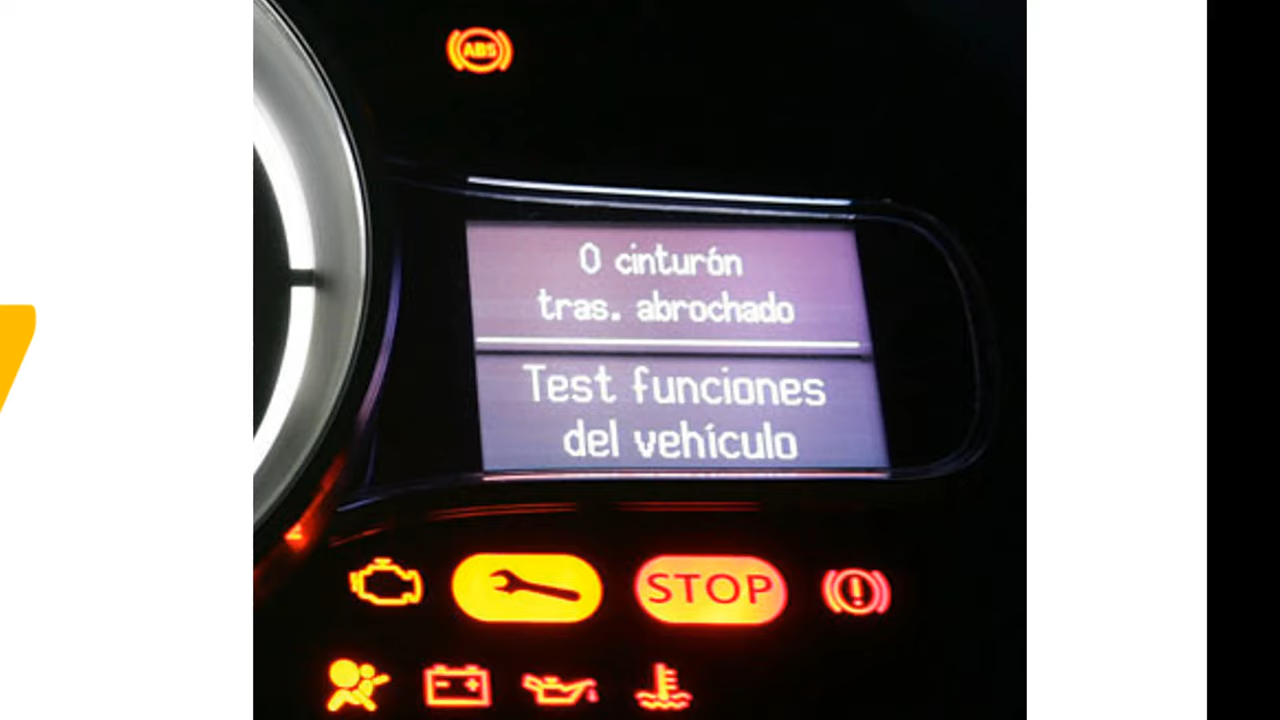 ABS
0 cinturón
tras. abrochado
Test funciones
del vehículo
STOP